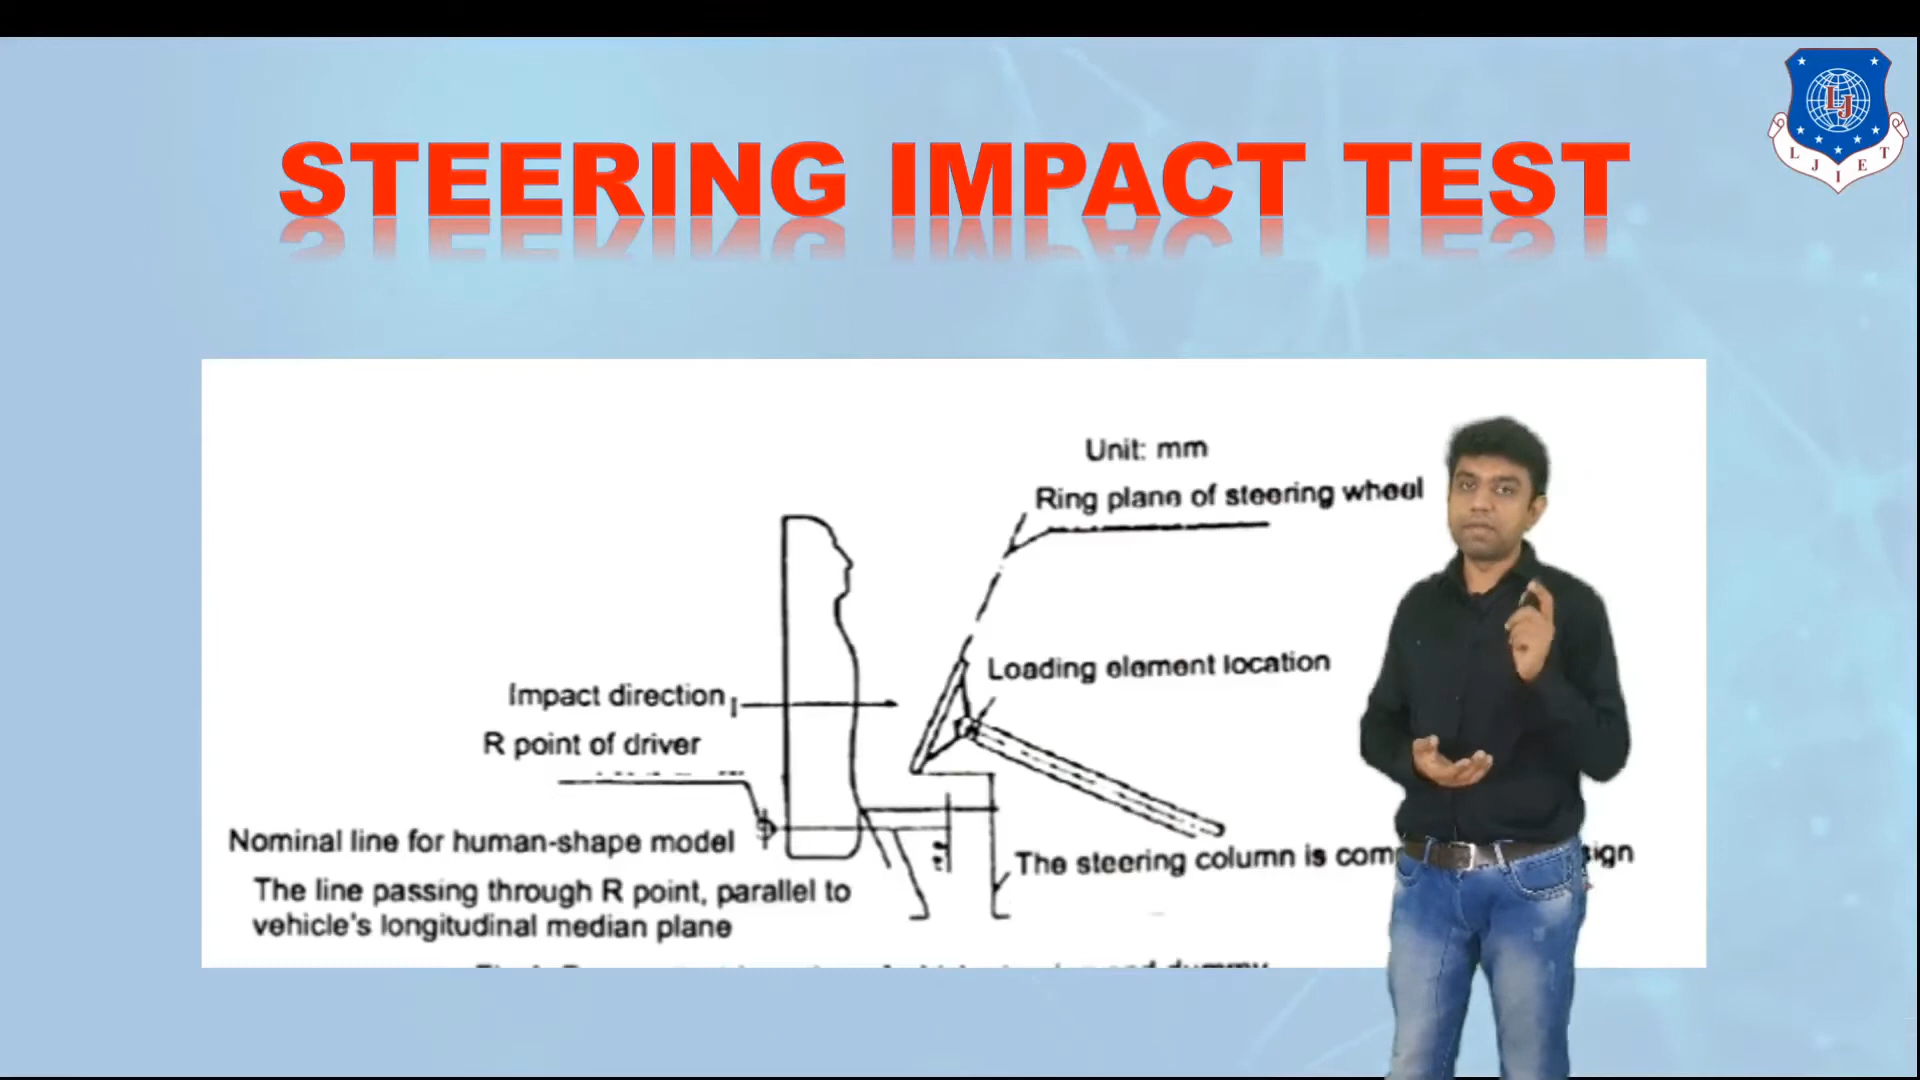 STEERING IMPACT TEST
LJ
LJIET
Unit: mm
Ring plane of steering wheel
Loading element location
Impact direction
R point of driver
Nominal line for human-shape model
The steering column is
The line passing through R point, parallel to
vehicle's longitudinal median plane